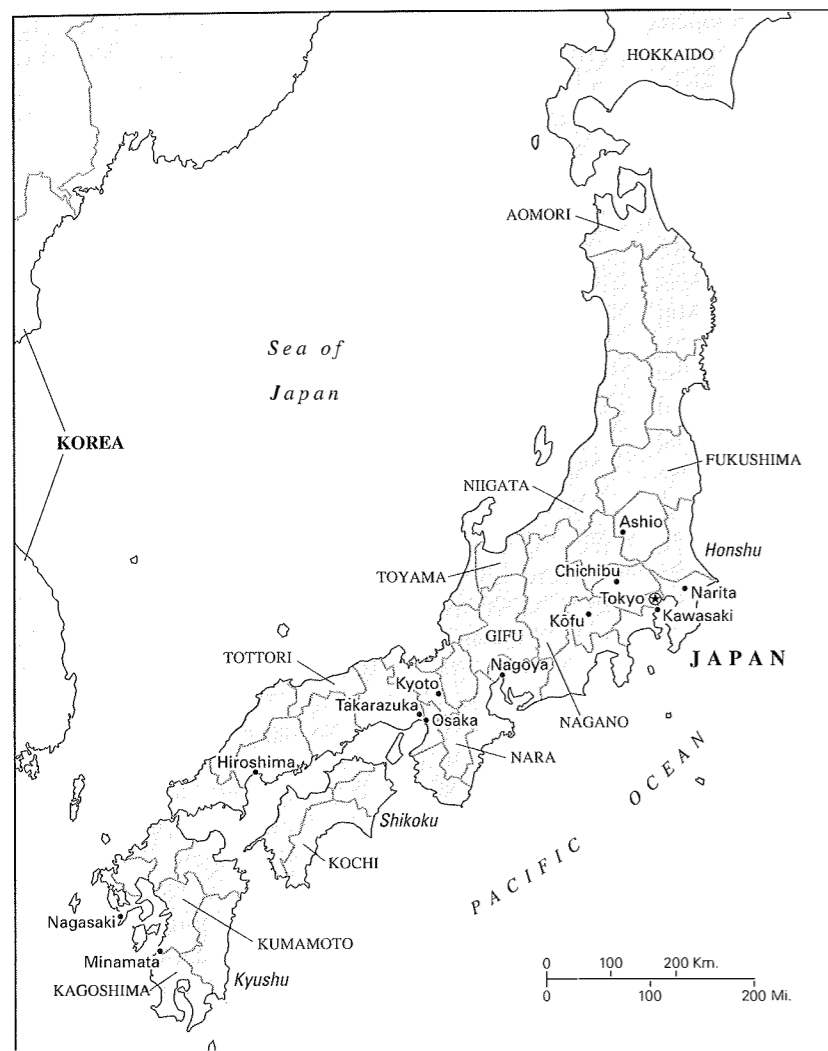 HOKKAIDO
AOMORI
Sea of
Japan
KOREA
FUKUSHIMA
NIIGATA
Ashio
Honshu
Chichibu
TOYAMA
Tokyo
Narita
Kawasaki
Kōfu
GIFU
JAPAN
TOTTORI
Nagōya
Kyoto
Takarazuka
Osaka
NAGANO
NARA
Hiroshima
PACIFIC OCEAN
Shikoku
KOCHI
Nagasaki
KUMAMOTO
Minamata
Kyushu
KAGOSHIMA
0 100 200 Km.
0 100 200 Mi.